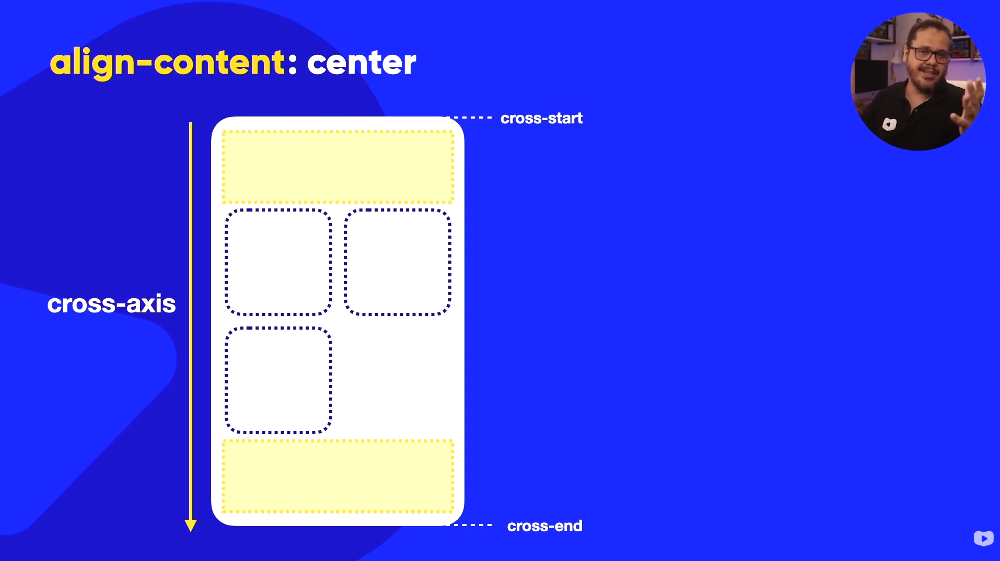 align-content: center
cross-start
cross-axis
cross-end